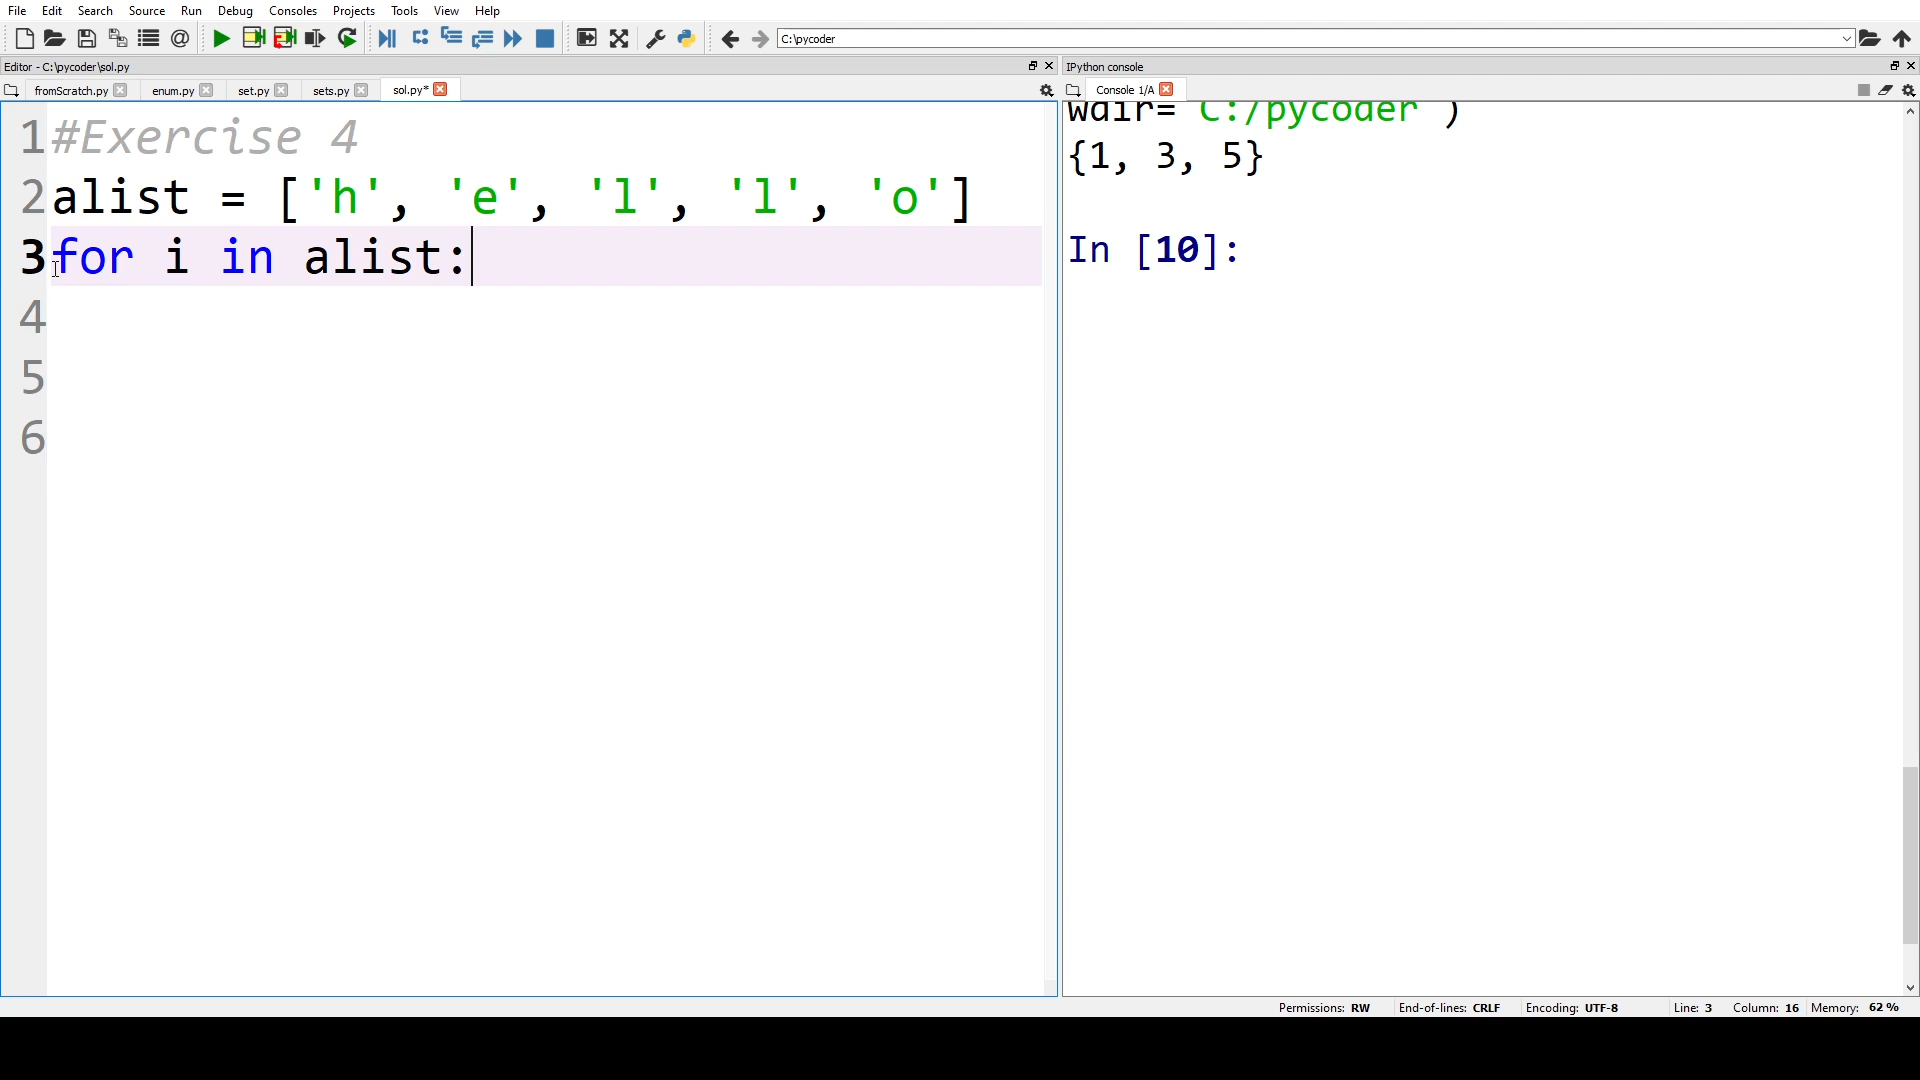 File Edit Search Source Run Debug Consoles Projects Tools View Help
C:\pycoder
Editor - C:\pycoder\sol.py
IPython console
fromScratch.py enum.py set.py sets.py sol.py*
Console 1/A
1 #Exercise 4
2 alist = ['h', 'e', 'l', 'l', 'o']
3 for i in alist:
4
5
6
wdir='C:/pycoder')
{1, 3, 5}
In [10]:
Permissions: RW End-of-lines: CRLF Encoding: UTF-8 Line: 3 Column: 16 Memory: 62 %